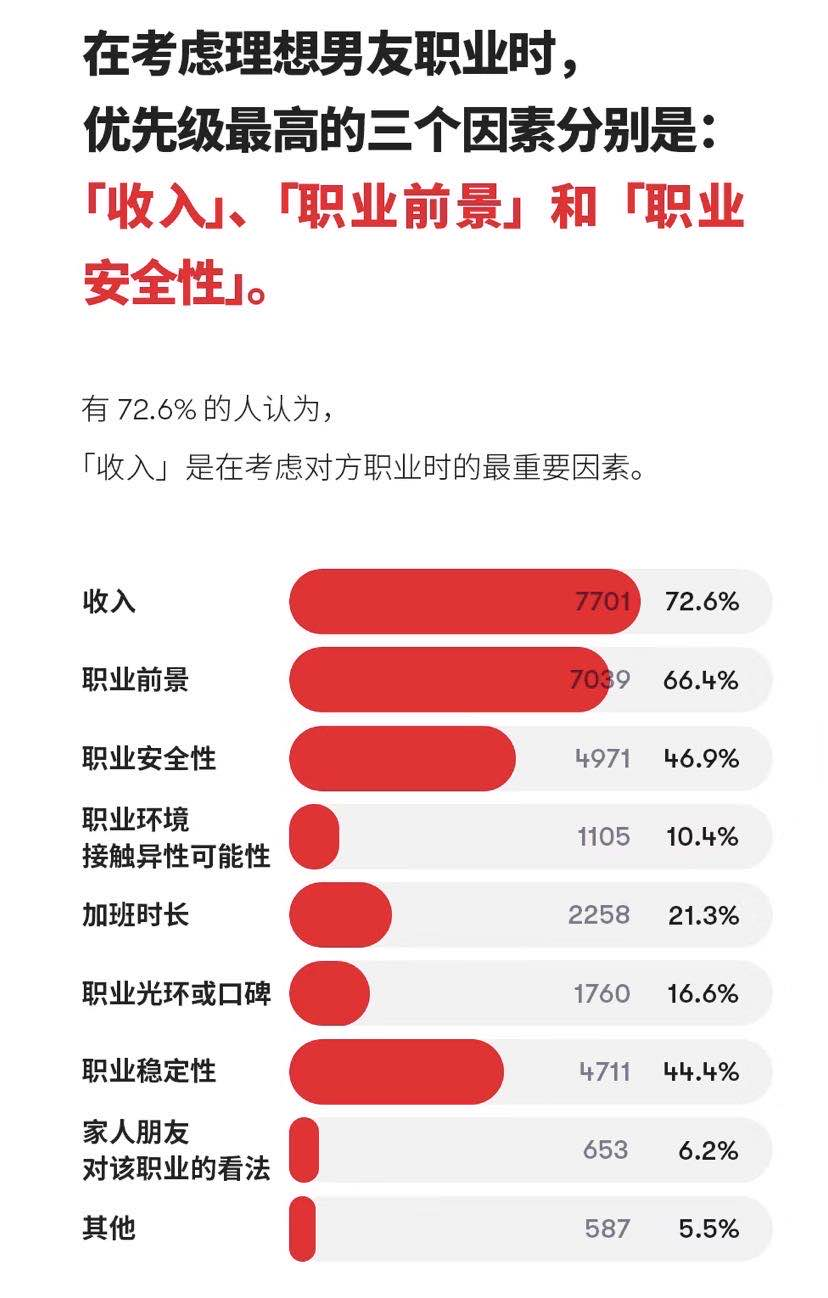 在考虑理想男友职业时，
优先级最高的三个因素分别是：
「收入」、「职业前景」和「职业
安全性」。
有 72.6% 的人认为，
「收入」是在考虑对方职业时的最重要因素。
收入 7701 72.6%
职业前景 7039 66.4%
职业安全性 4971 46.9%
职业环境
接触异性可能性 1105 10.4%
加班时长 2258 21.3%
职业光环或口碑 1760 16.6%
职业稳定性 4711 44.4%
家人朋友
对该职业的看法 653 6.2%
其他 587 5.5%